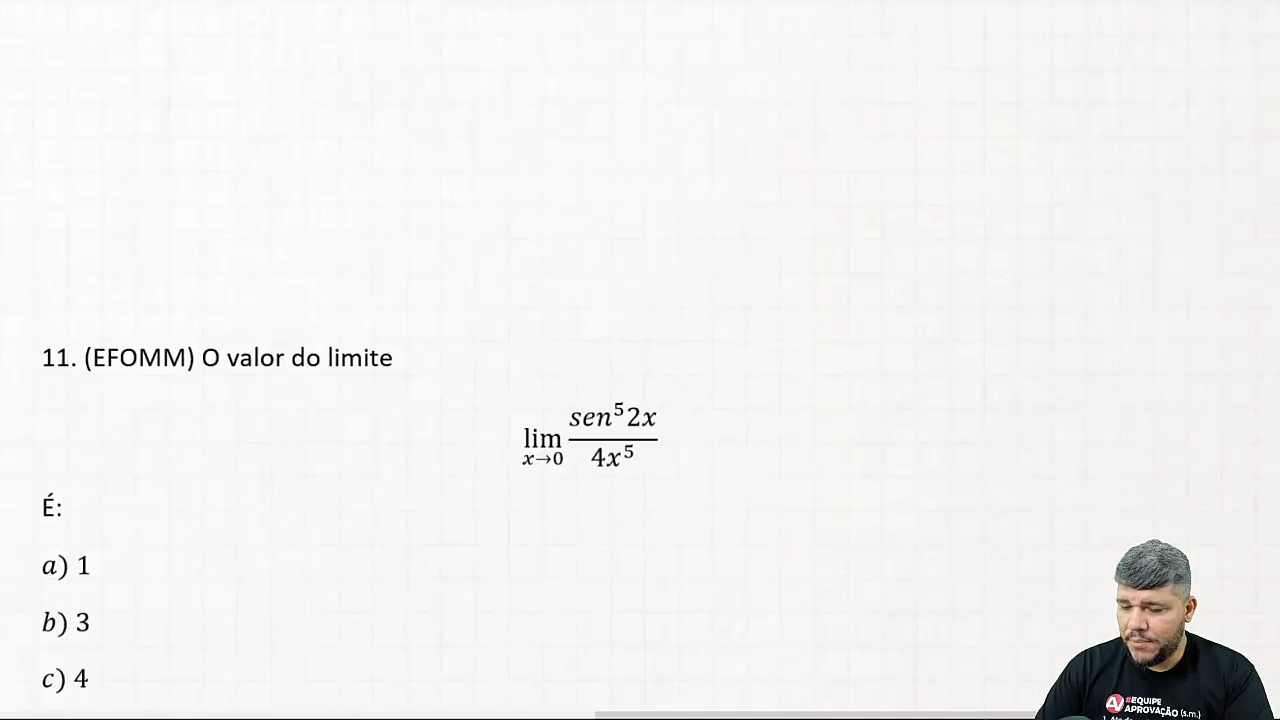 11. (EFOMM) O valor do limite
lim x→0 sen⁵2x / 4x⁵
É:
a) 1
b) 3
c) 4
#EQUIPE
APROVAÇÃO (s.m.)